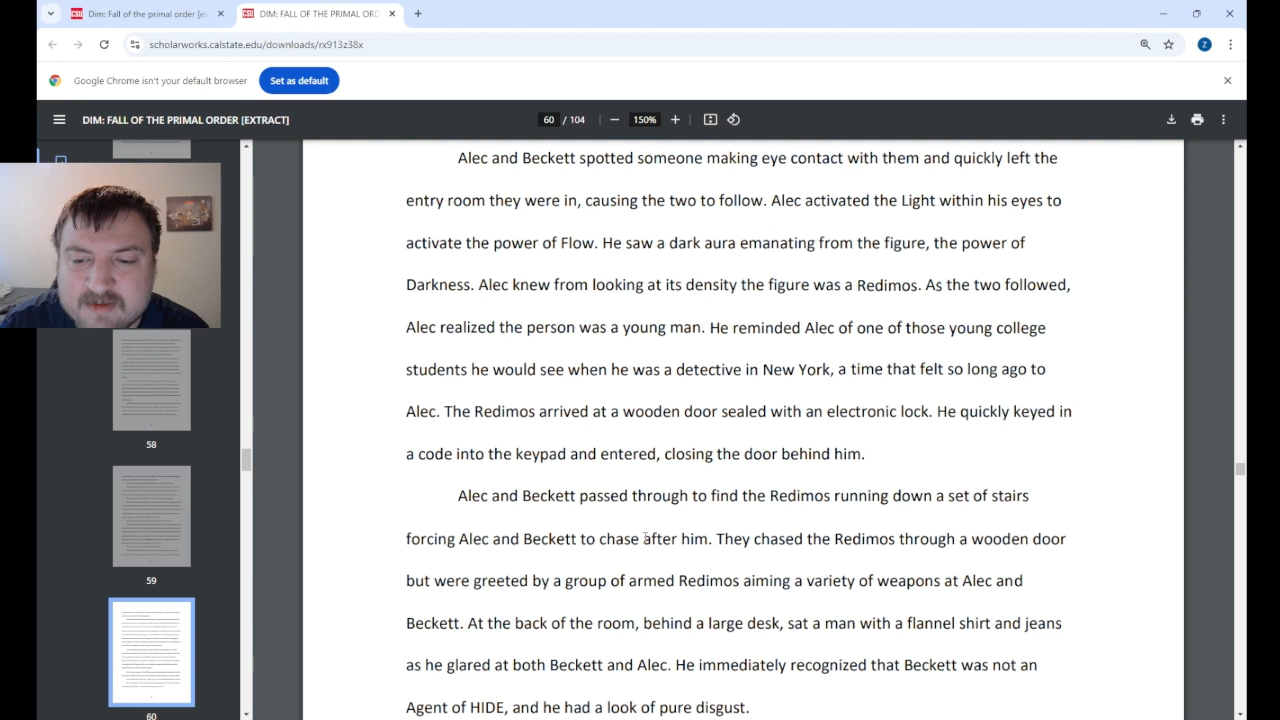 Dim: Fall of the primal order [ex
DIM: FALL OF THE PRIMAL ORD
scholarworks.calstate.edu/downloads/rx913z38x
Z
Google Chrome isn't your default browser
Set as default
DIM: FALL OF THE PRIMAL ORDER [EXTRACT]
60 / 104
150%
Alec and Beckett spotted someone making eye contact with them and quickly left the
entry room they were in, causing the two to follow. Alec activated the Light within his eyes to
activate the power of Flow. He saw a dark aura emanating from the figure, the power of
Darkness. Alec knew from looking at its density the figure was a Redimos. As the two followed,
Alec realized the person was a young man. He reminded Alec of one of those young college
students he would see when he was a detective in New York, a time that felt so long ago to
Alec. The Redimos arrived at a wooden door sealed with an electronic lock. He quickly keyed in
a code into the keypad and entered, closing the door behind him.
Alec and Beckett passed through to find the Redimos running down a set of stairs
forcing Alec and Beckett to chase after him. They chased the Redimos through a wooden door
but were greeted by a group of armed Redimos aiming a variety of weapons at Alec and
Beckett. At the back of the room, behind a large desk, sat a man with a flannel shirt and jeans
as he glared at both Beckett and Alec. He immediately recognized that Beckett was not an
Agent of HIDE, and he had a look of pure disgust.
58
59
60